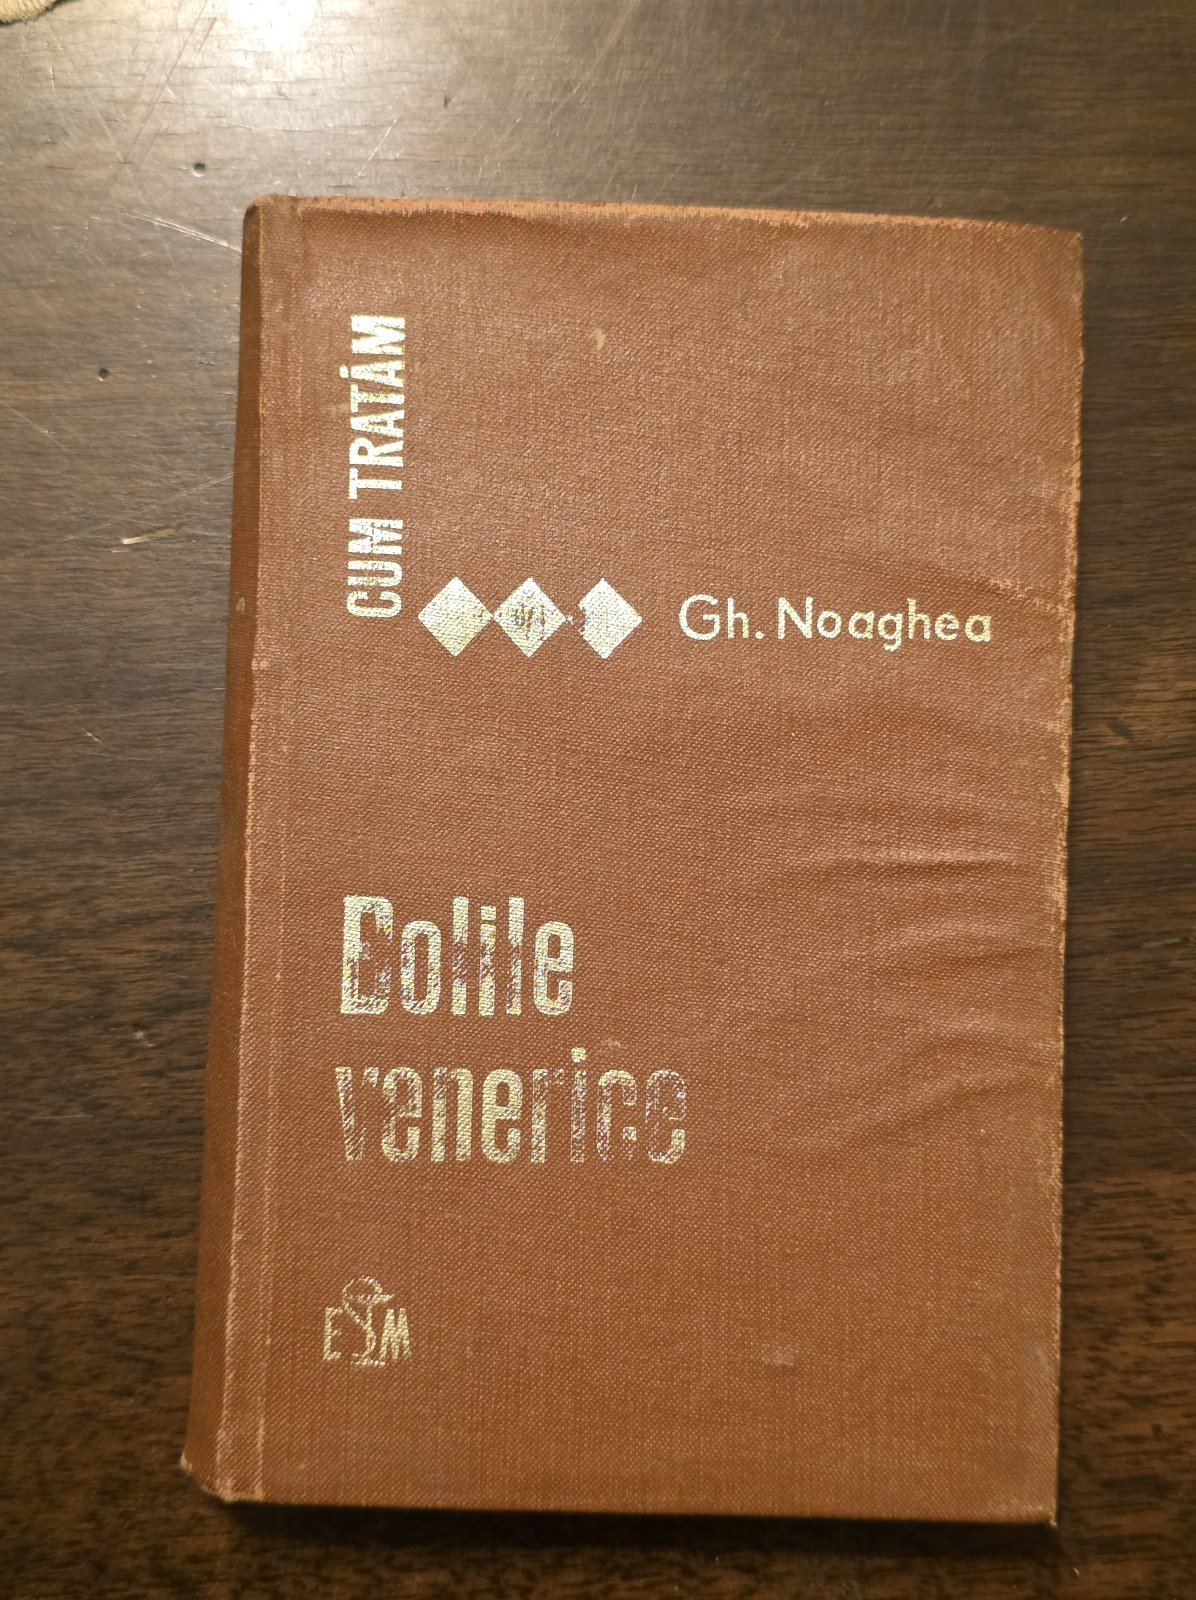 CUM TRATĂM
Gh. Noaghea
Bolile
venerice
ESM